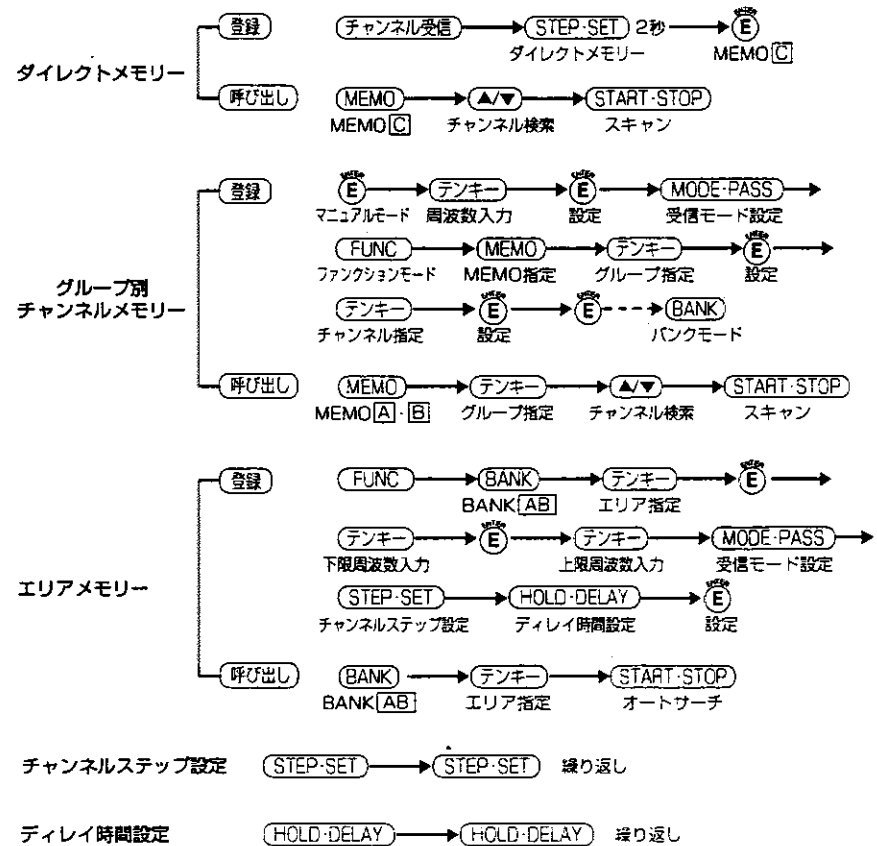 登録 チャンネル受信 STEP·SET 2秒 ENTER E
ダイレクトメモリー MEMO C
ダイレクトメモリー
呼び出し MEMO ▲/▼ START·STOP
MEMO C チャンネル検索 スキャン
登録 ENTER E テンキー ENTER E MODE·PASS
マニュアルモード 周波数入力 設定 受信モード設定
FUNC MEMO テンキー ENTER E
ファンクションモード MEMO指定 グループ指定 設定
グループ別
チャンネルメモリー
テンキー ENTER E ENTER E BANK
チャンネル指定 設定 バンクモード
呼び出し MEMO テンキー ▲/▼ START·STOP
MEMO A·B グループ指定 チャンネル検索 スキャン
登録 FUNC BANK テンキー ENTER E
BANK AB エリア指定
テンキー ENTER E テンキー MODE·PASS
下限周波数入力 上限周波数入力 受信モード設定
エリアメモリー
STEP·SET HOLD·DELAY ENTER E
チャンネルステップ設定 ディレイ時間設定 設定
呼び出し BANK テンキー START·STOP
BANK AB エリア指定 オートサーチ
チャンネルステップ設定 STEP·SET STEP·SET 繰り返し
ディレイ時間設定 HOLD·DELAY HOLD·DELAY 繰り返し